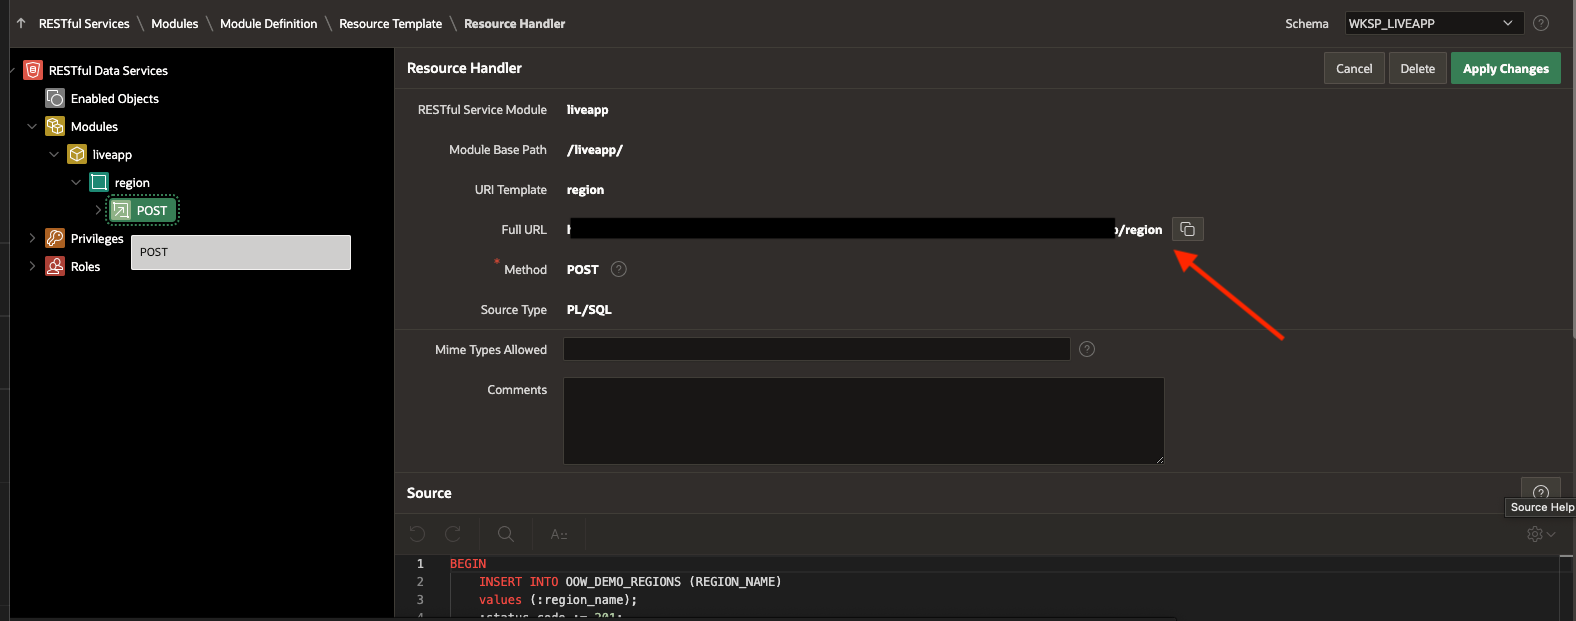 RESTful Services \ Modules \ Module Definition \ Resource Template \ Resource Handler
Schema WKSP_LIVEAPP
RESTful Data Services
Enabled Objects
Modules
liveapp
region
POST
Privileges
POST
Roles
Resource Handler
Cancel Delete Apply Changes
RESTful Service Module liveapp
Module Base Path /liveapp/
URI Template region
Full URL /region
* Method POST ?
Source Type PL/SQL
Mime Types Allowed ?
Comments
Source
Source Help
A::
1 BEGIN
2 INSERT INTO OOW_DEMO_REGIONS (REGION_NAME)
3 values (:region_name);
4 :status_code := 201;